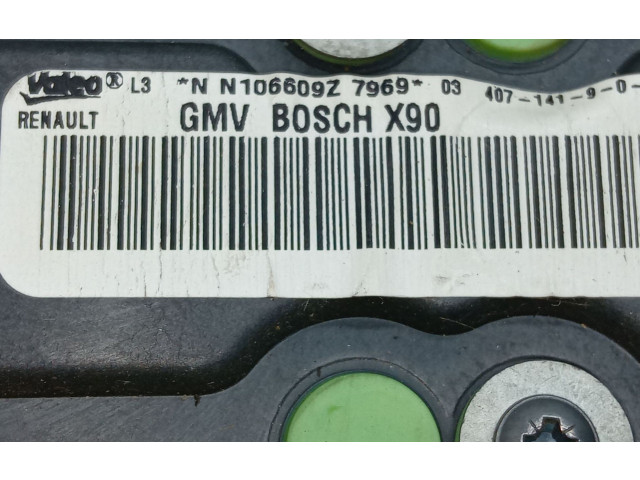 Valeo® L3 *N N106609Z 7969* 03 407-141-9-0-
RENAULT GMV BOSCH X90